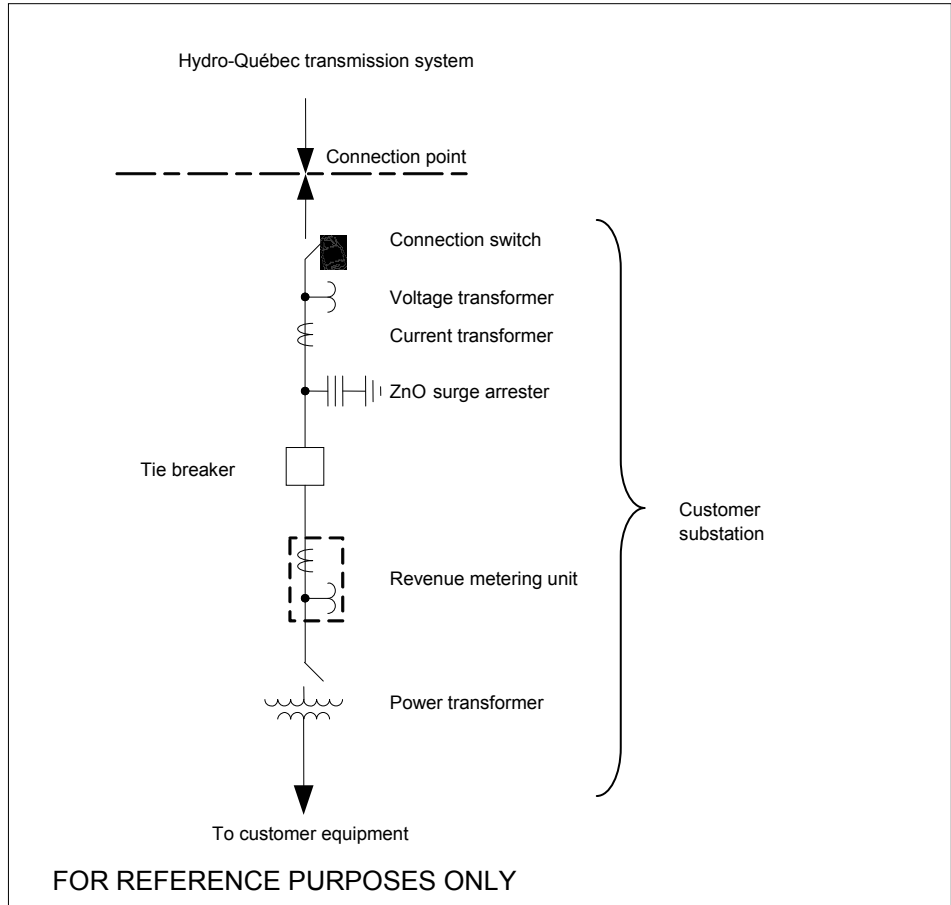 Hydro-Québec transmission system
Connection point
Connection switch
Voltage transformer
Current transformer
ZnO surge arrester
Tie breaker
Customer
substation
Revenue metering unit
Power transformer
To customer equipment
FOR REFERENCE PURPOSES ONLY